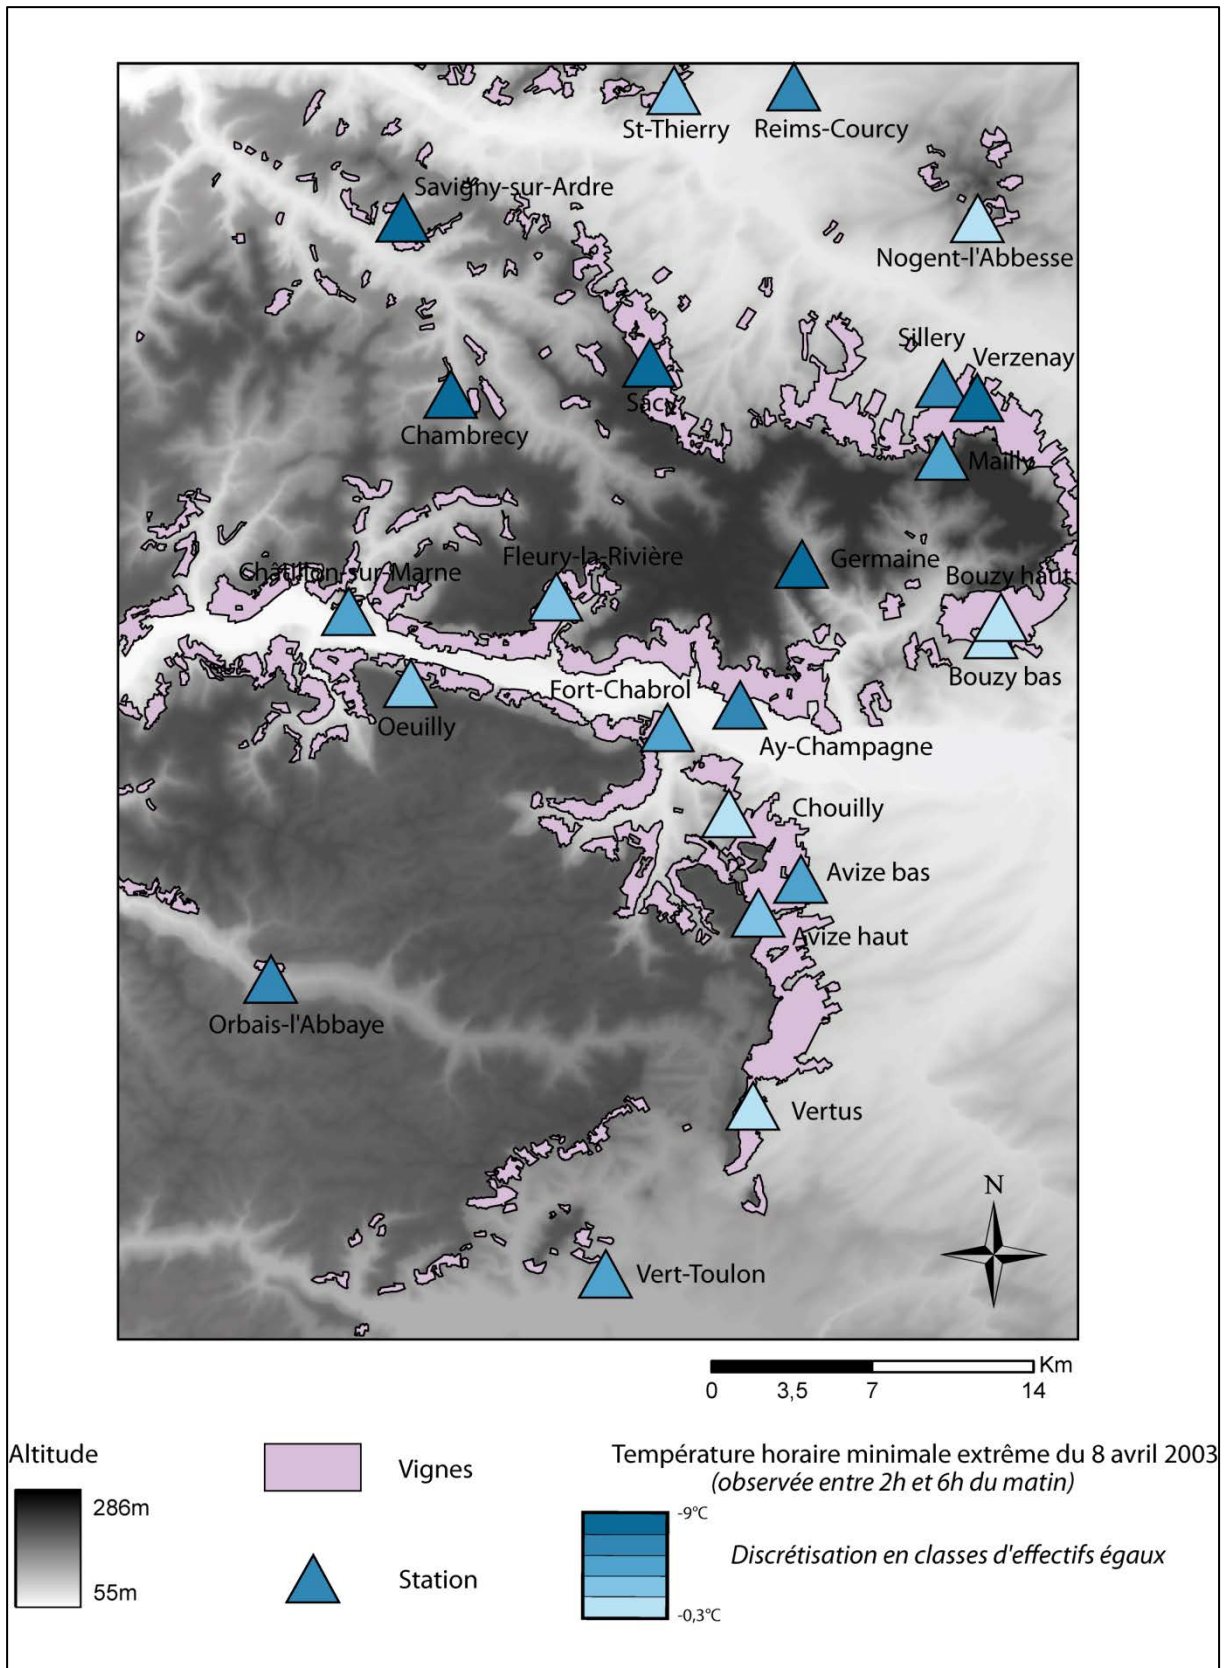 St-Thierry
Reims-Courcy
Savigny-sur-Ardre
Nogent-l'Abbesse
Sillery
Verzenay
Sacy
Chambrecy
Mailly
Fleury-la-Rivière
Germaine
Châtillon-sur-Marne
Bouzy haut
Bouzy bas
Fort-Chabrol
Oeuilly
Ay-Champagne
Chouilly
Avize bas
Avize haut
Orbais-l'Abbaye
Vertus
N
Vert-Toulon
Km
0 3,5 7 14
Altitude
286m
55m
Vignes
Station
Température horaire minimale extrême du 8 avril 2003
(observée entre 2h et 6h du matin)
-9°C
Discrétisation en classes d'effectifs égaux
-0,3°C